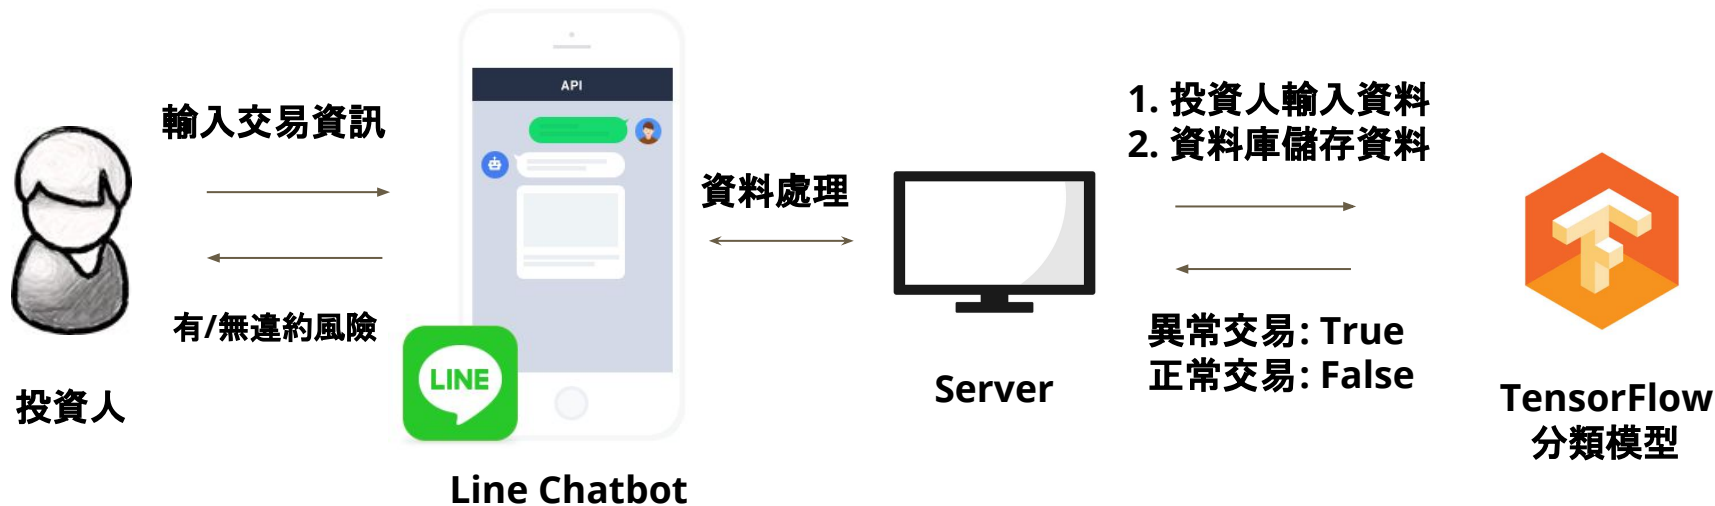 輸入交易資訊
有/無違約風險
投資人
API
LINE
Line Chatbot
資料處理
Server
1. 投資人輸入資料
2. 資料庫儲存資料
異常交易: True
正常交易: False
TensorFlow
分類模型